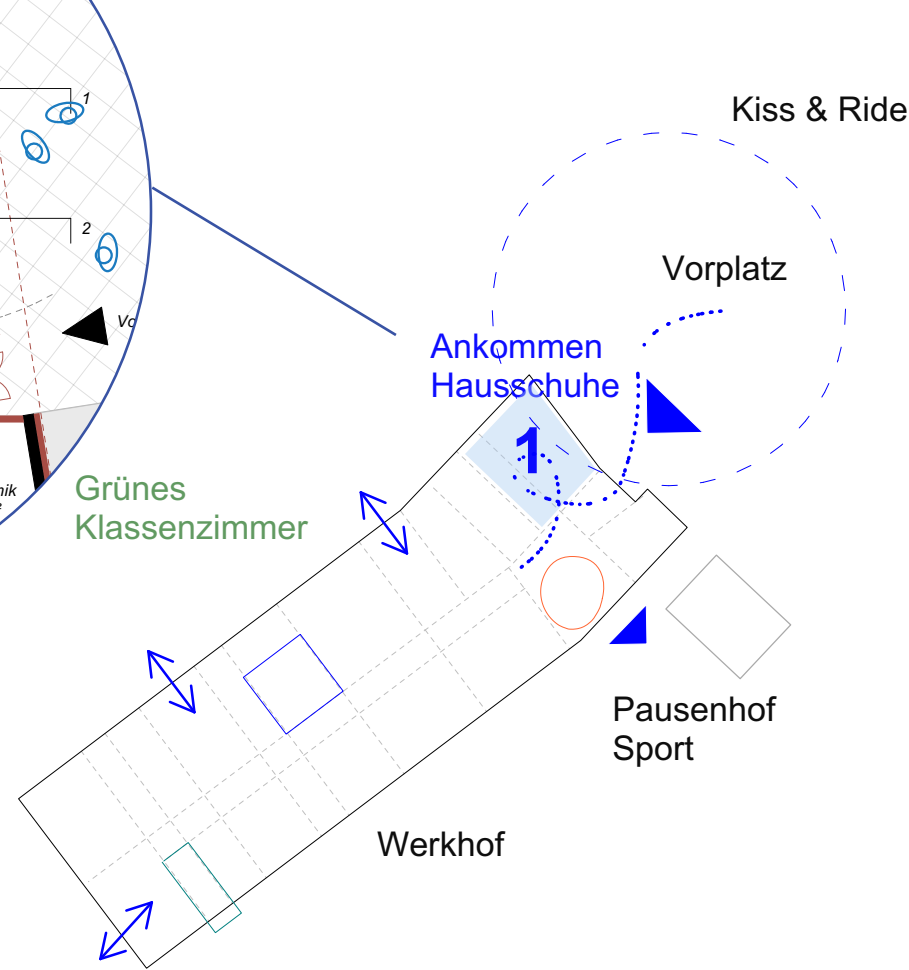 1
Kiss & Ride
2
Vorplatz
Ankommen
Hausschuhe
1
Grünes
Klassenzimmer
Pausenhof
Sport
Werkhof